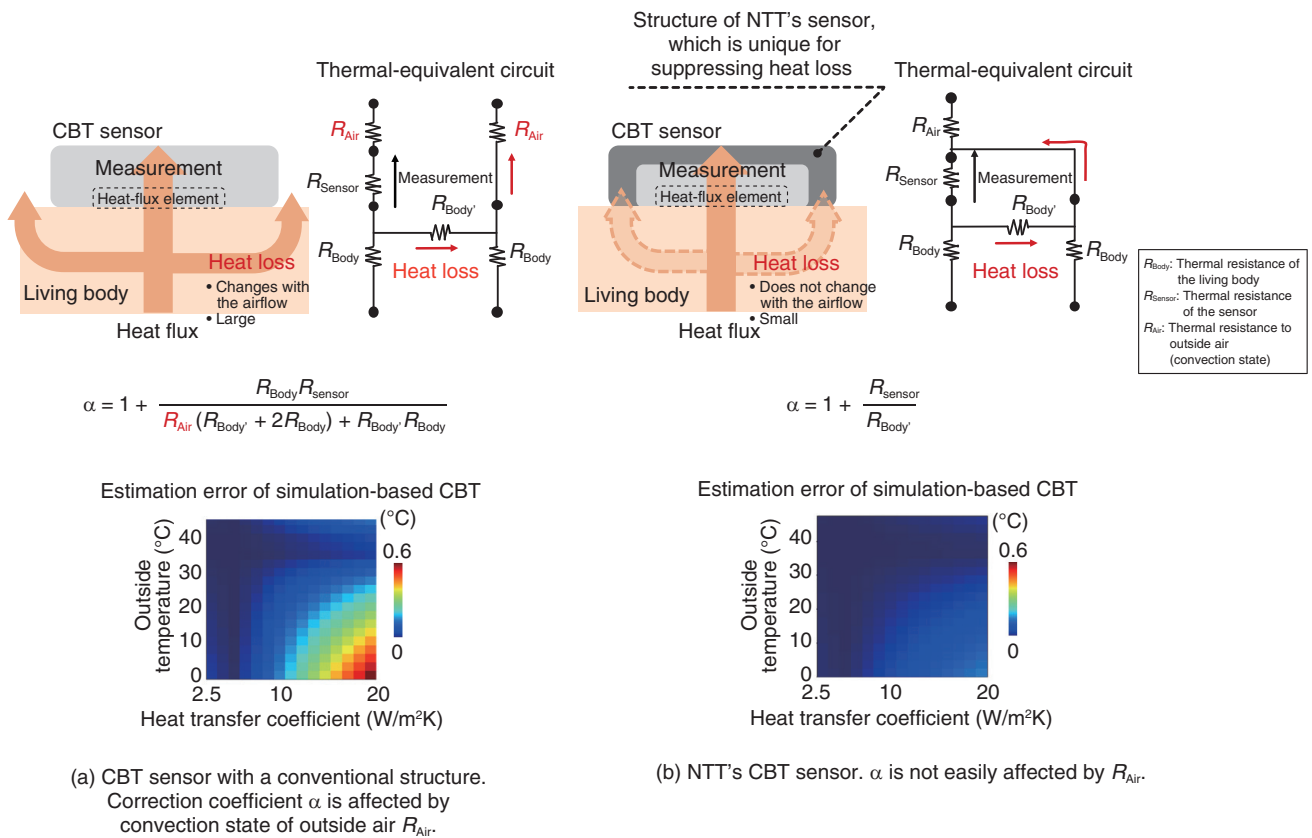 Structure of NTT's sensor,
which is unique for
suppressing heat loss
Thermal-equivalent circuit
CBT sensor
Measurement
Heat-flux element
Heat loss
• Changes with
the airflow
• Large
Living body
Heat flux
R_Air
R_Air
R_Sensor
Measurement
R_Body'
R_Body
Heat loss
R_Body
Thermal-equivalent circuit
CBT sensor
Measurement
Heat-flux element
Heat loss
• Does not change
with the airflow
• Small
Living body
Heat flux
R_Air
R_Sensor
Measurement
R_Body'
R_Body
Heat loss
R_Body
R_Body: Thermal resistance of
the living body
R_Sensor: Thermal resistance
of the sensor
R_Air: Thermal resistance to
outside air
(convection state)
α = 1 + R_Body R_sensor / R_Air (R_Body' + 2R_Body) + R_Body' R_Body
α = 1 + R_sensor / R_Body'
Estimation error of simulation-based CBT
(°C)
0.6
0
Outside
temperature (°C)
40
30
20
10
0
2.5 10 20
Heat transfer coefficient (W/m²K)
Estimation error of simulation-based CBT
(°C)
0.6
0
Outside
temperature (°C)
40
30
20
10
0
2.5 10 20
Heat transfer coefficient (W/m²K)
(a) CBT sensor with a conventional structure.
Correction coefficient α is affected by
convection state of outside air R_Air.
(b) NTT's CBT sensor. α is not easily affected by R_Air.